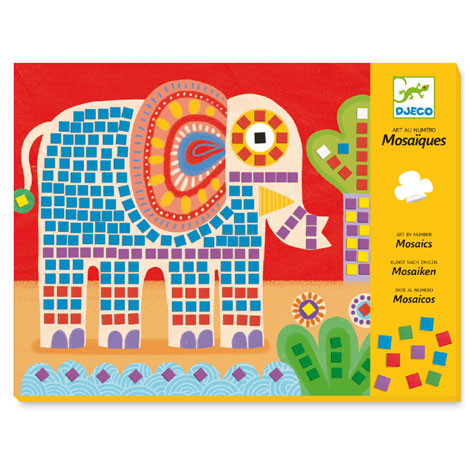 DJECO
ART AU NUMÉRO
Mosaïques
ART BY NUMBER
Mosaics
KUNST NACH ZAHLEN
Mosaiken
ARTE AL NÚMERO
Mosaicos